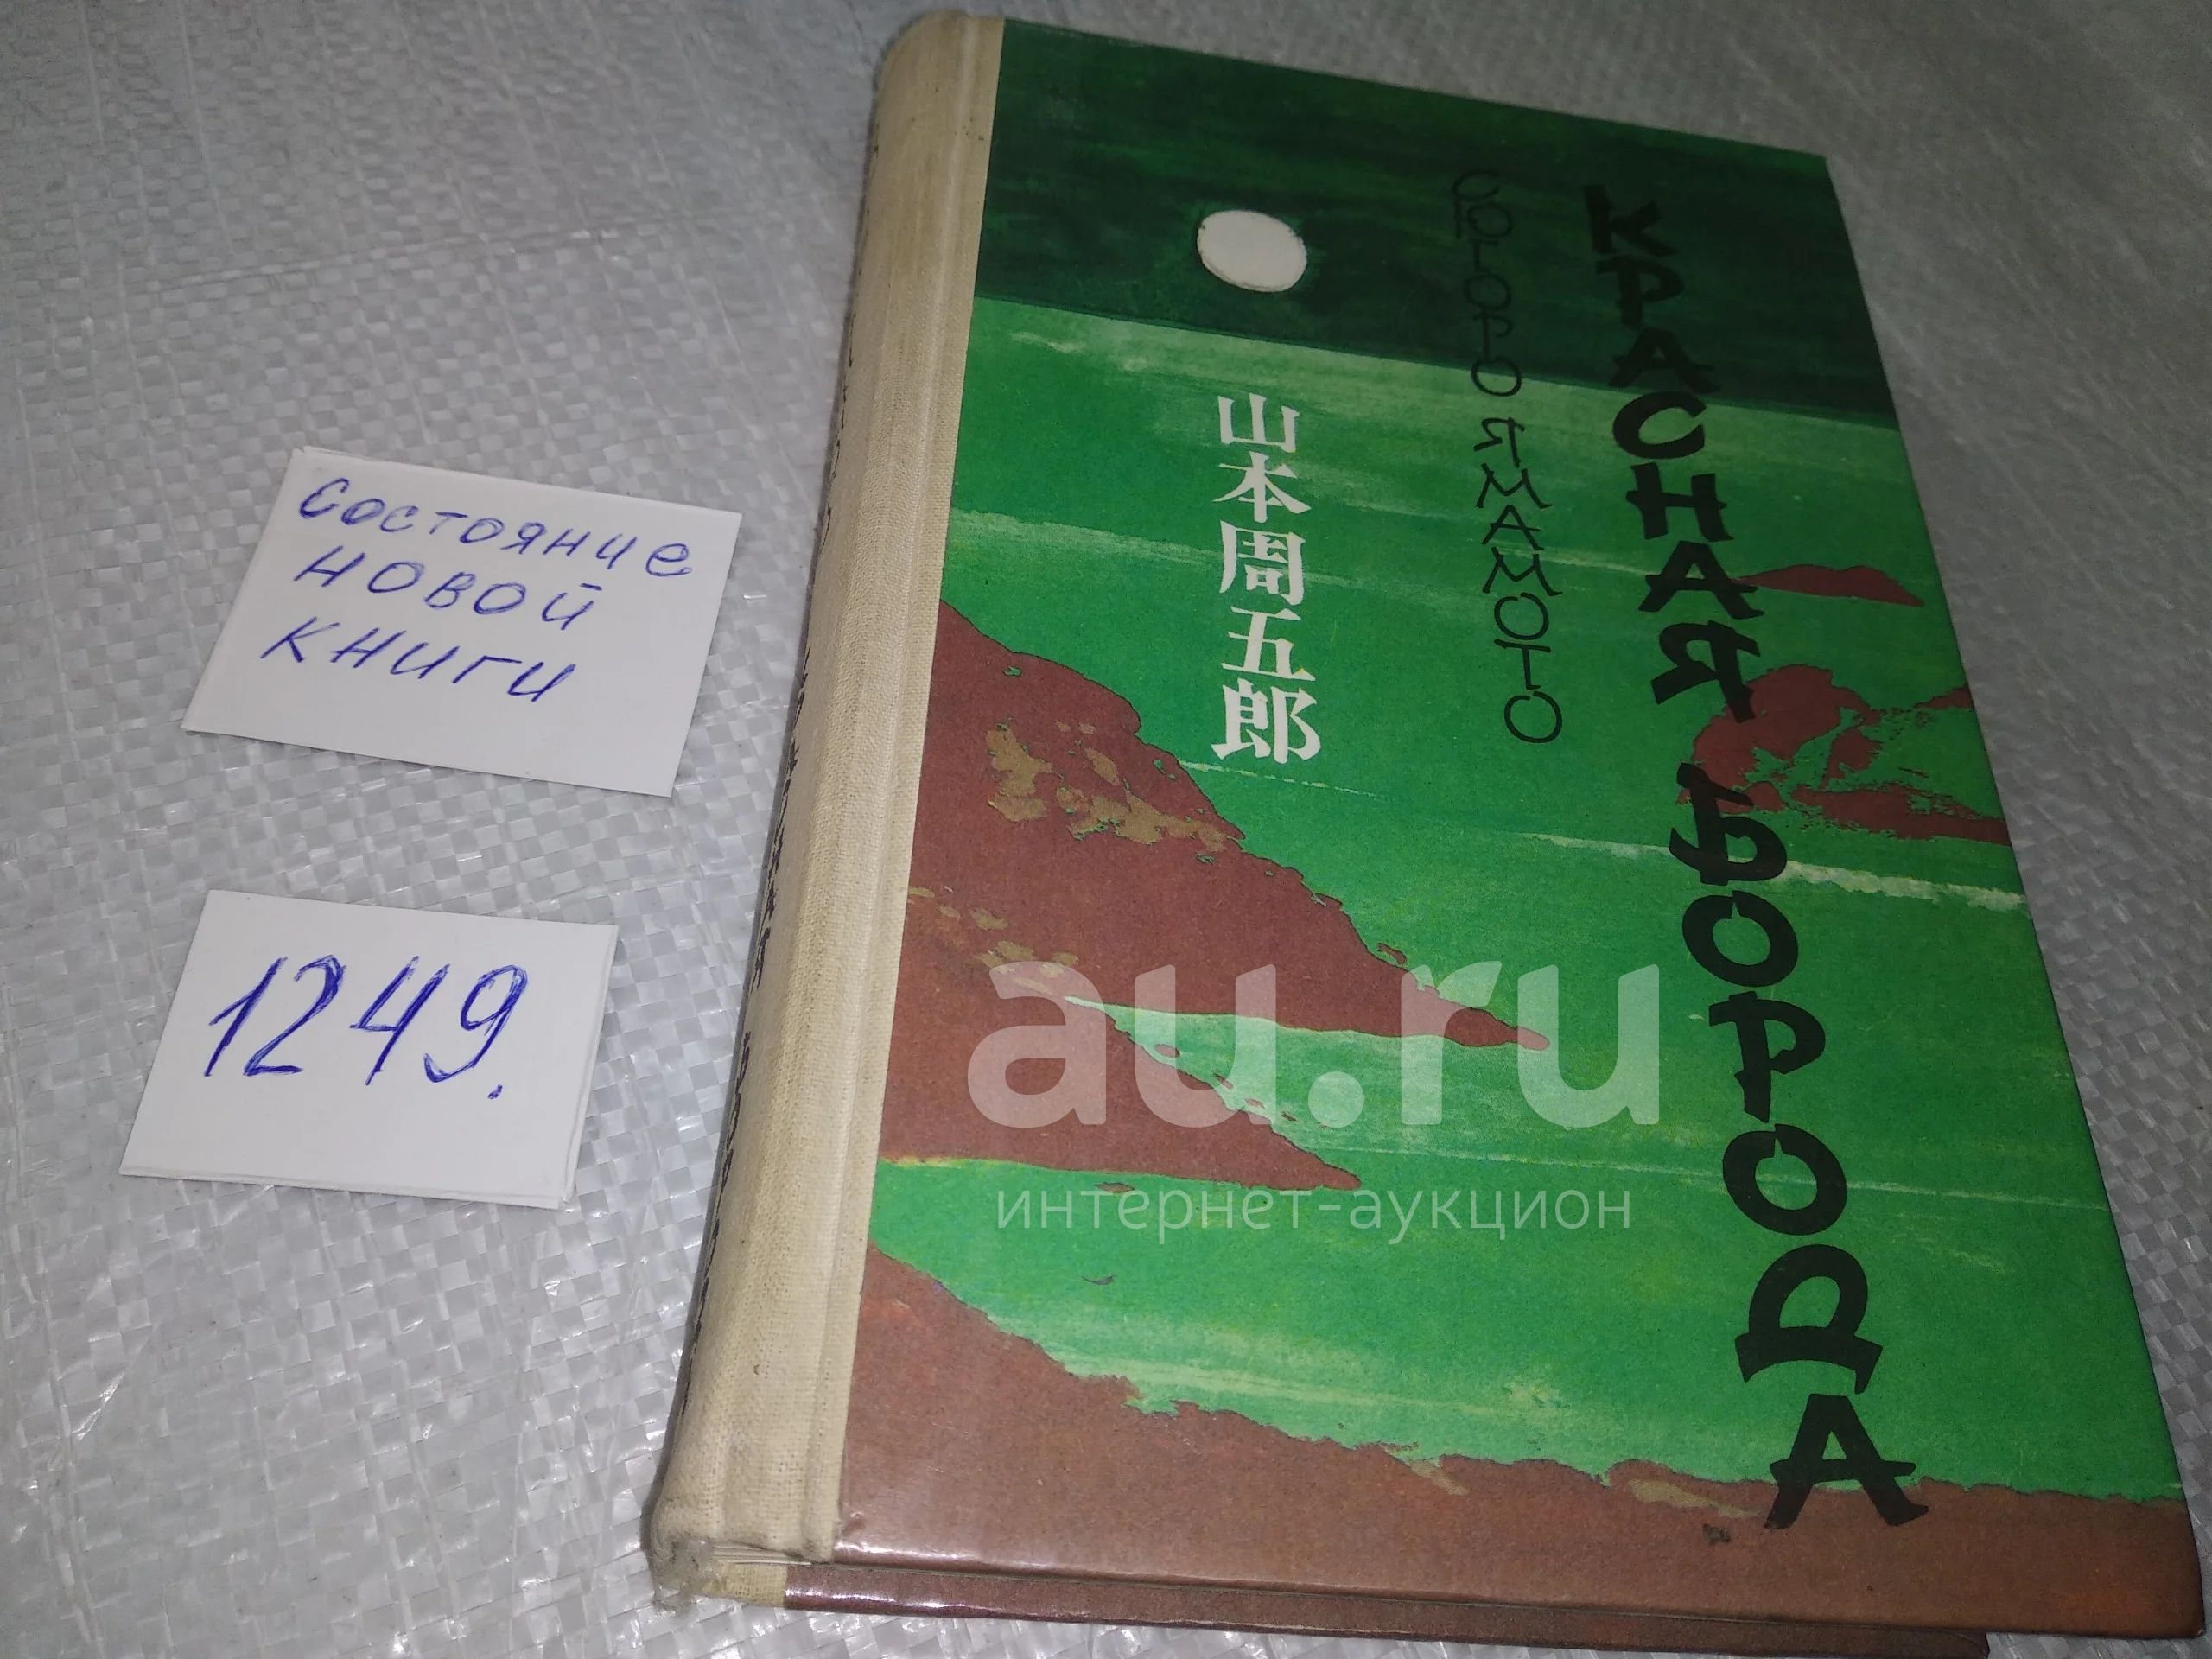 состояние
новой
книги
1249.
山本周五郎
СЮГОРО ЯМАМОТО
КРАСНАЯ БОРОДА
au.ru
интернет-аукцион